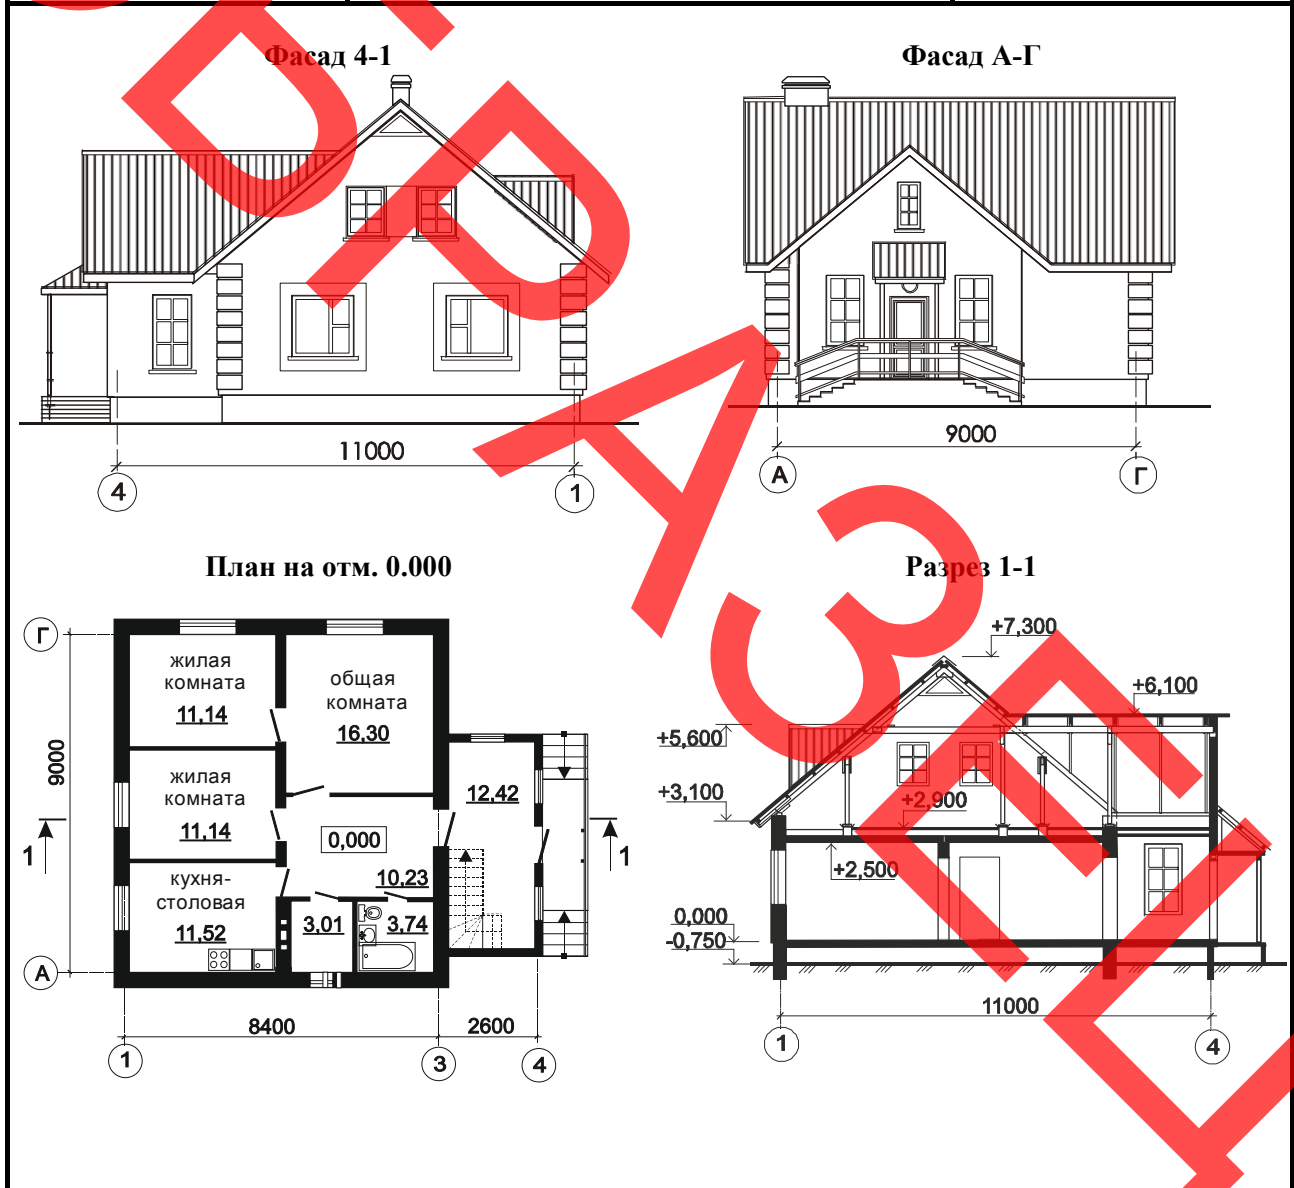 Фасад 4-1
Фасад А-Г
11000
4
1
9000
А
Г
План на отм. 0.000
Разрез 1-1
Г
А
9000
жилая
комната
11,14
общая
комната
16,30
жилая
комната
11,14
12,42
0,000
10,23
кухня-
столовая
11,52
3,01
3,74
1
1
8400
2600
1
3
4
+7,300
+6,100
+5,600
+3,100
+2,900
+2,500
0,000
-0,750
11000
1
4
ОБРАЗЕЦ